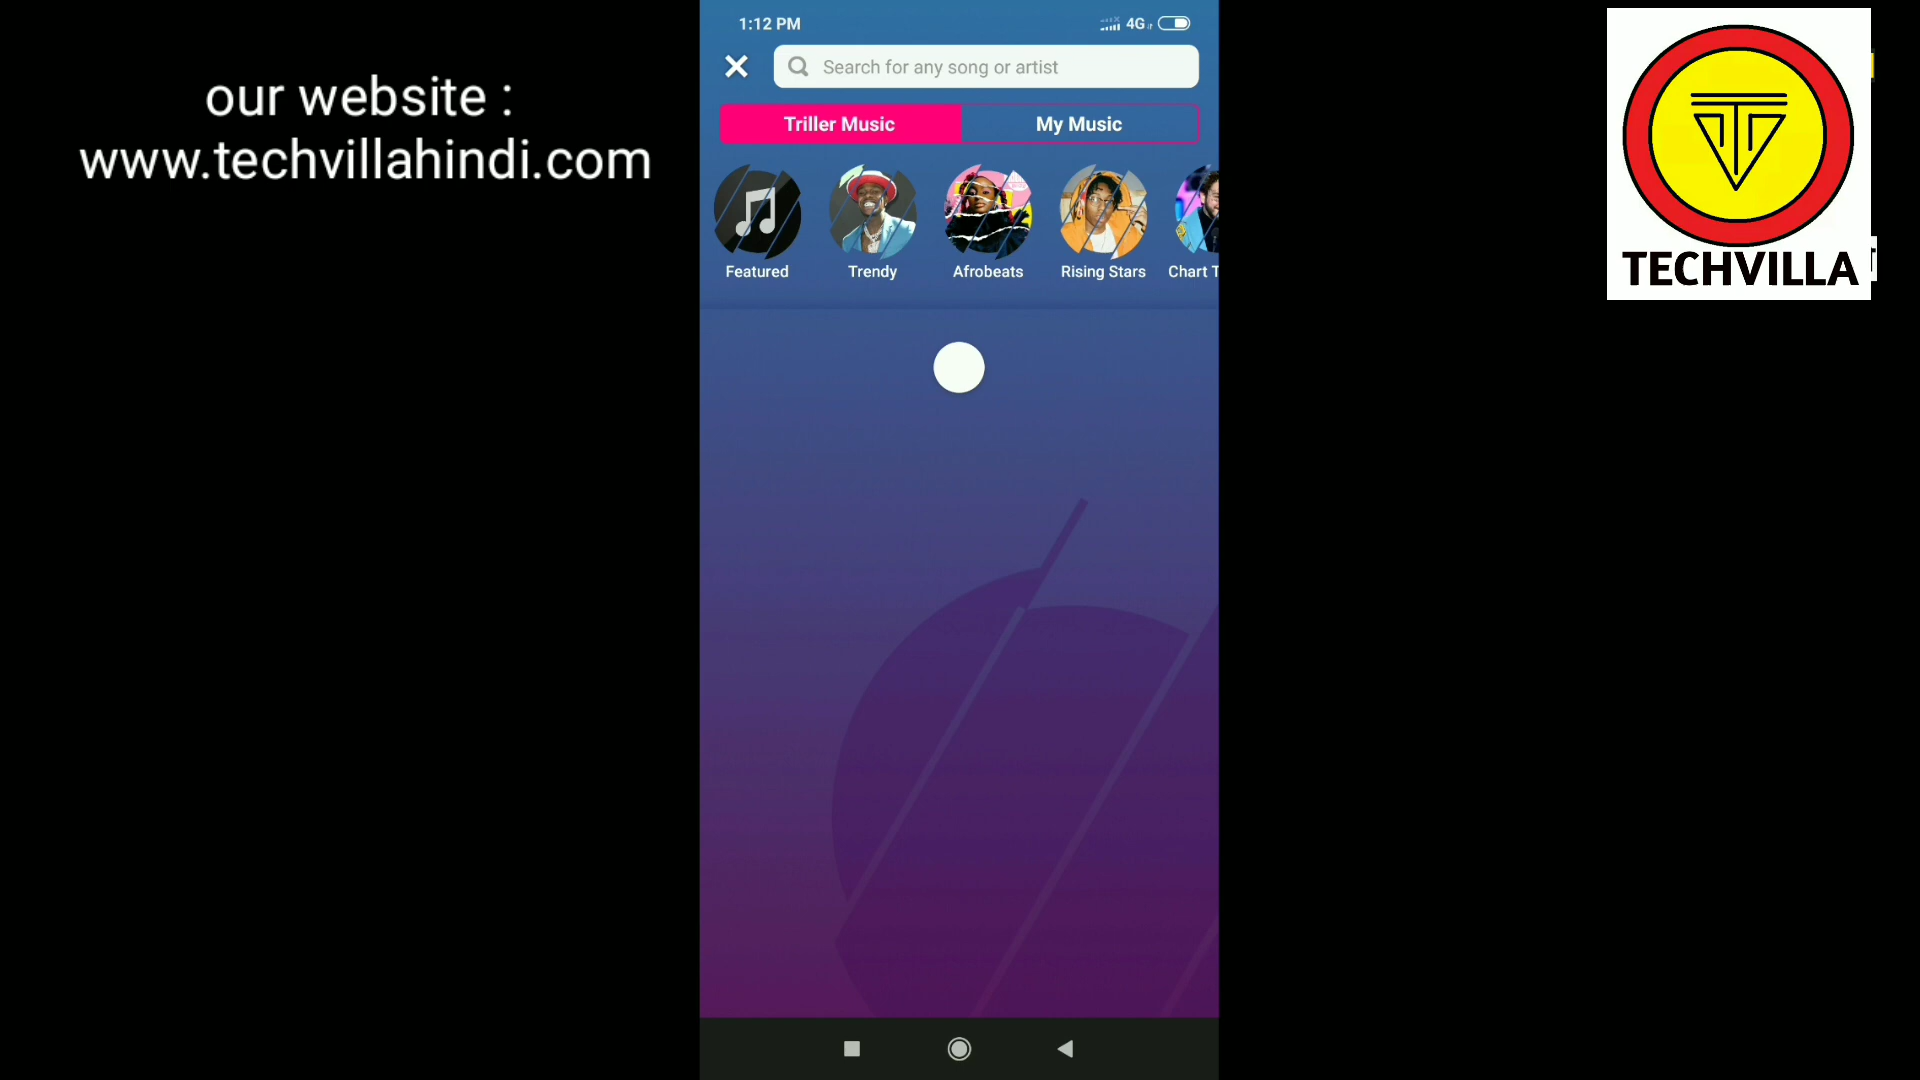 our website :
www.techvillahindi.com
1:12 PM
4G
Search for any song or artist
Triller Music
My Music
Featured
Trendy
Afrobeats
Rising Stars
Chart T
TECHVILLA